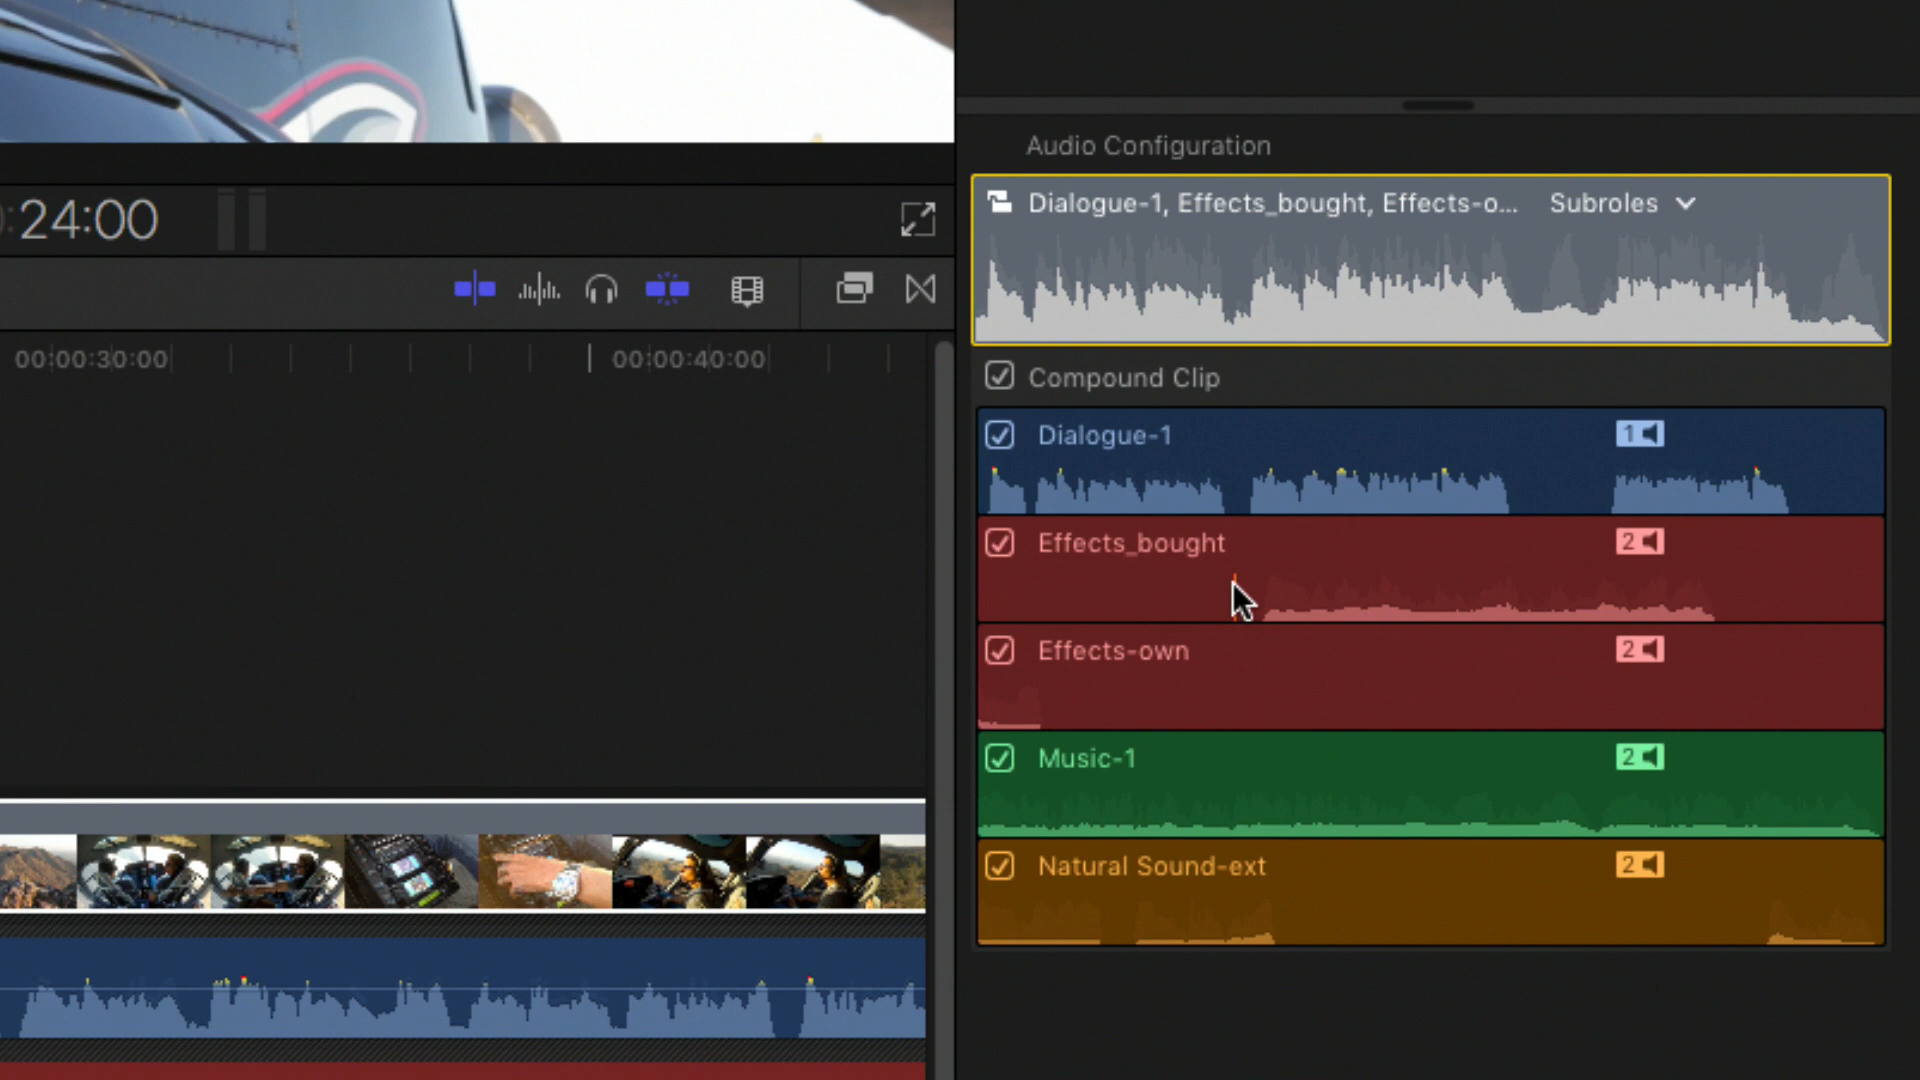 Audio Configuration
Dialogue-1, Effects_bought, Effects-o... Subroles
:24:00
00:00:30:00 00:00:40:00
Compound Clip
Dialogue-1 1
Effects_bought 2
Effects-own 2
Music-1 2
Natural Sound-ext 2